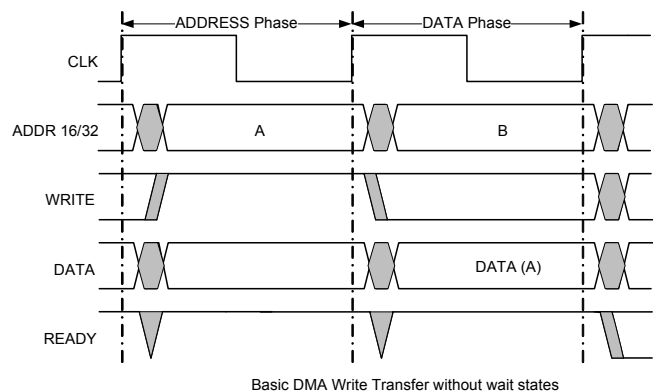 ADDRESS Phase DATA Phase
CLK
ADDR 16/32 A B
WRITE
DATA DATA (A)
READY
Basic DMA Write Transfer without wait states